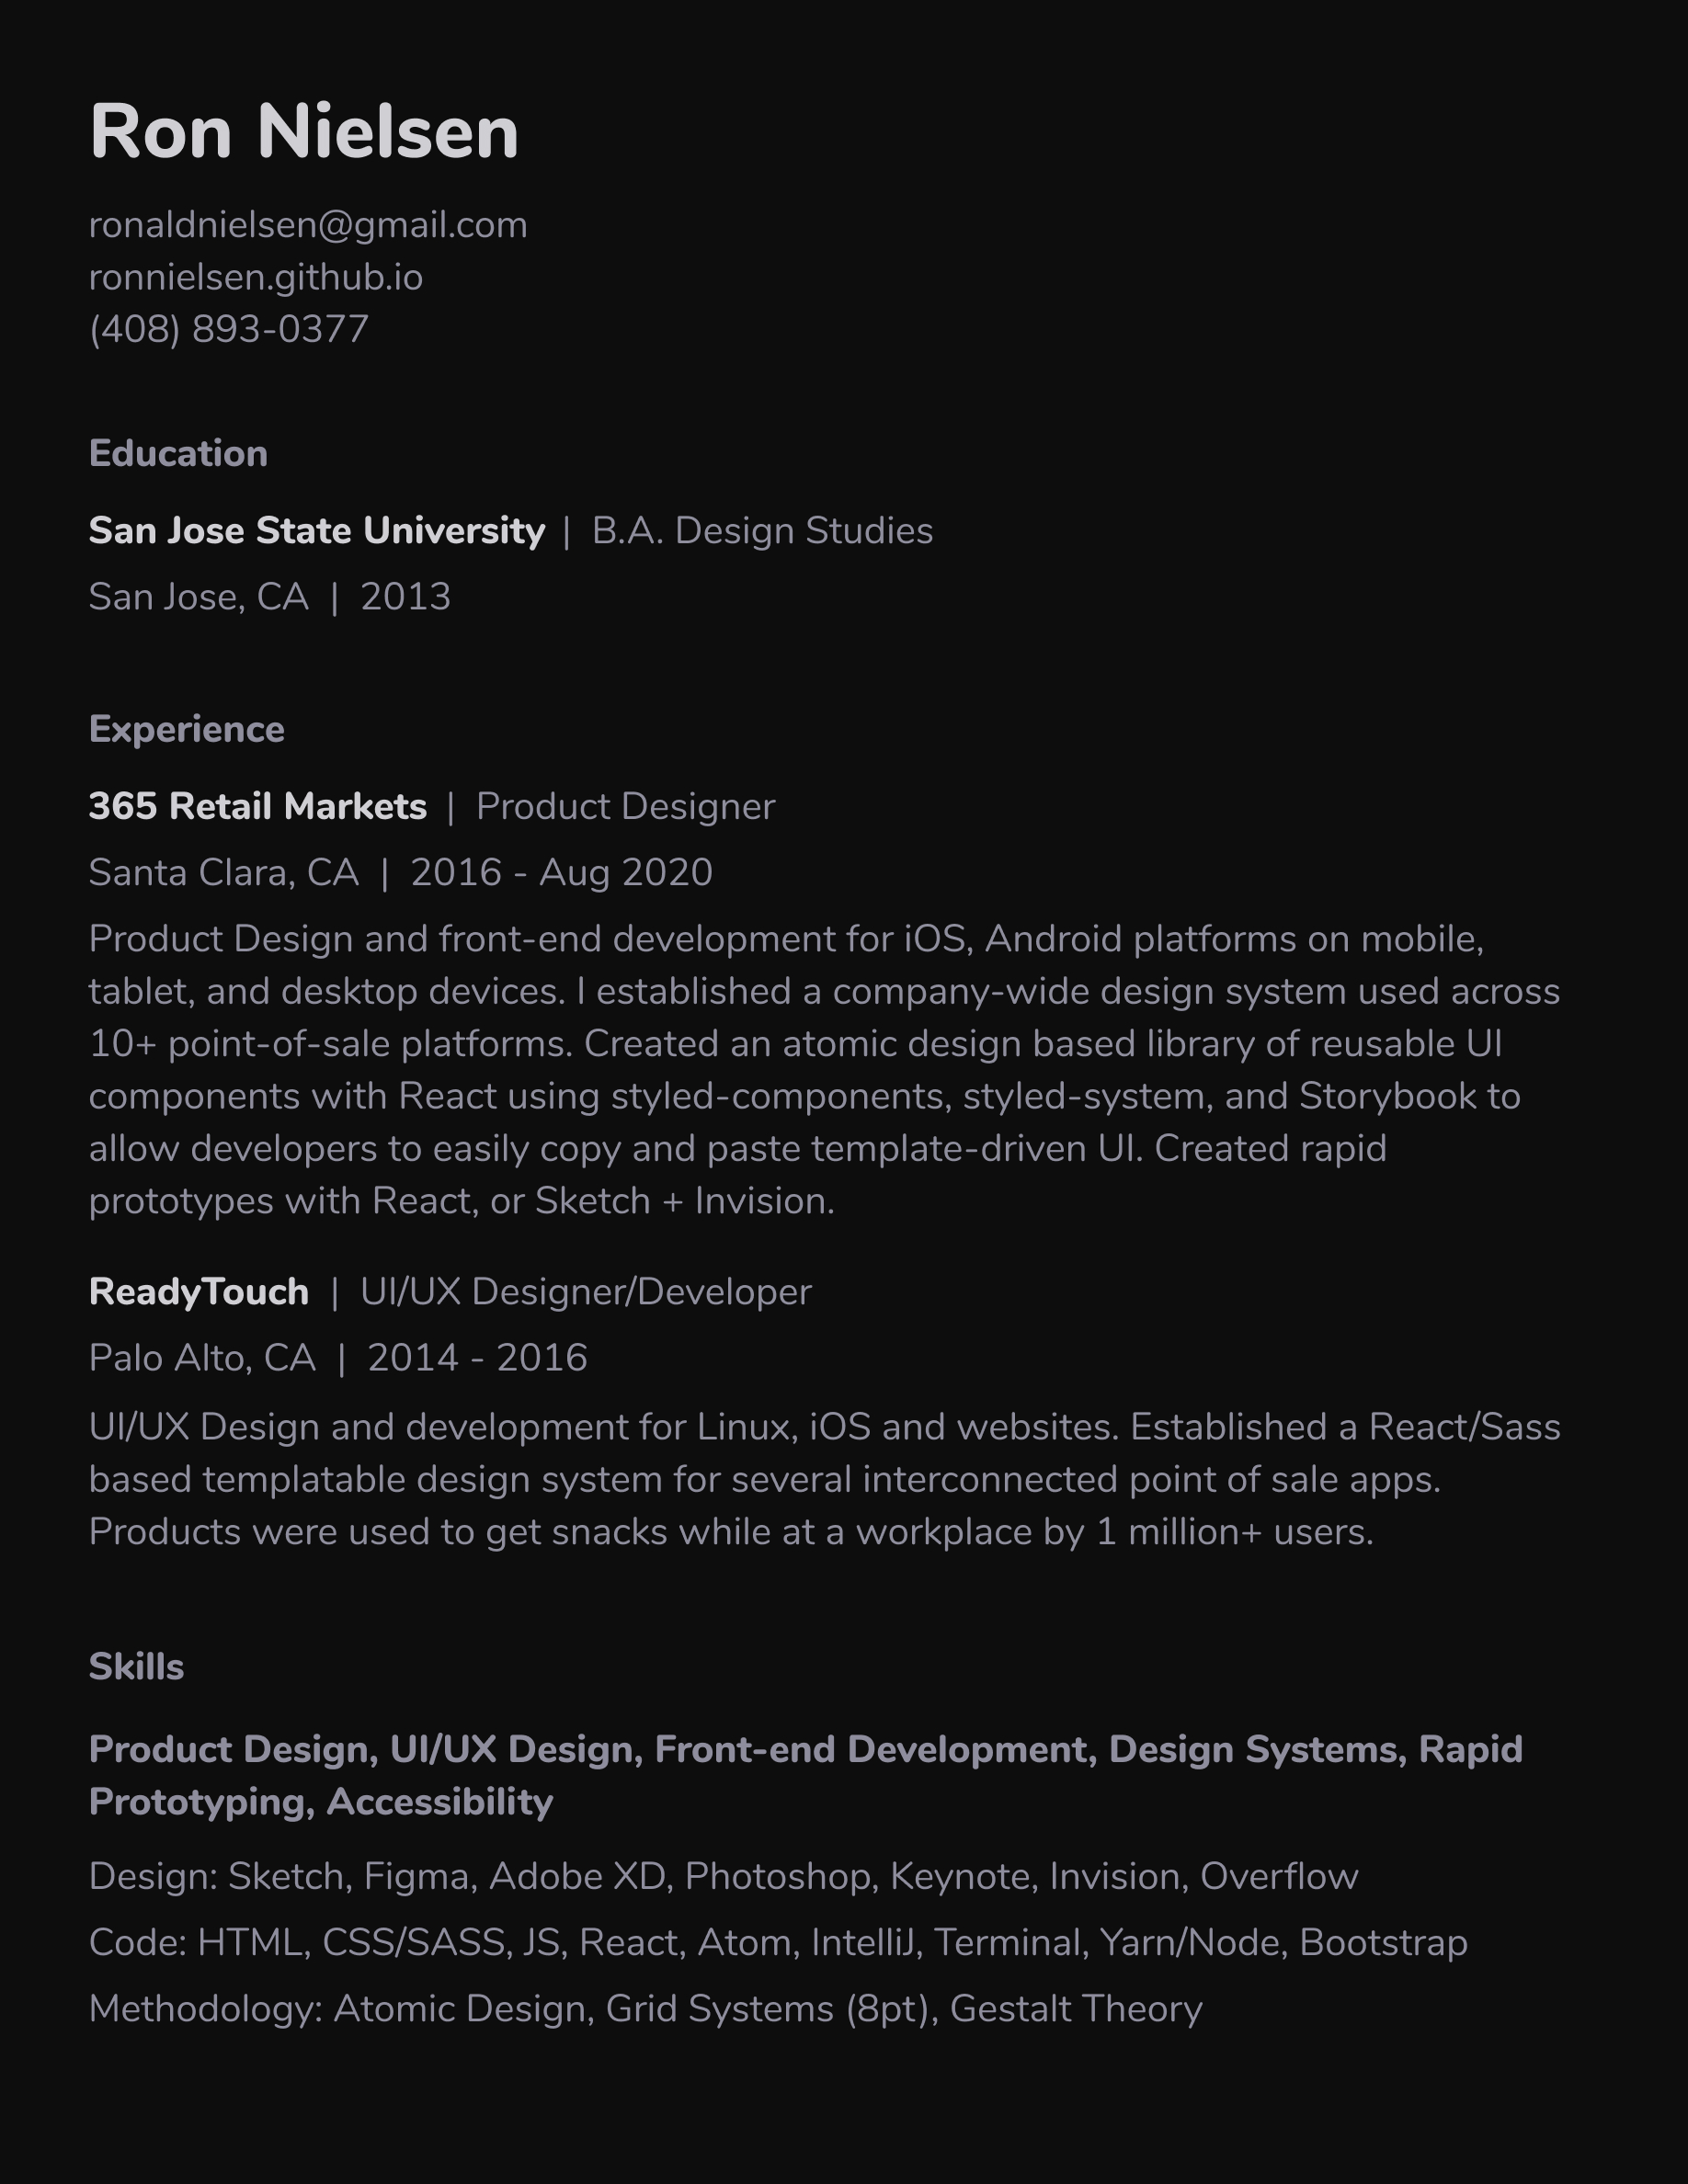 Ron Nielsen
ronaldnielsen@gmail.com
ronnielsen.github.io
(408) 893-0377
Education
San Jose State University | B.A. Design Studies
San Jose, CA | 2013
Experience
365 Retail Markets | Product Designer
Santa Clara, CA | 2016 - Aug 2020
Product Design and front-end development for iOS, Android platforms on mobile,
tablet, and desktop devices. I established a company-wide design system used across
10+ point-of-sale platforms. Created an atomic design based library of reusable UI
components with React using styled-components, styled-system, and Storybook to
allow developers to easily copy and paste template-driven UI. Created rapid
prototypes with React, or Sketch + Invision.
ReadyTouch | UI/UX Designer/Developer
Palo Alto, CA | 2014 - 2016
UI/UX Design and development for Linux, iOS and websites. Established a React/Sass
based templatable design system for several interconnected point of sale apps.
Products were used to get snacks while at a workplace by 1 million+ users.
Skills
Product Design, UI/UX Design, Front-end Development, Design Systems, Rapid
Prototyping, Accessibility
Design: Sketch, Figma, Adobe XD, Photoshop, Keynote, Invision, Overflow
Code: HTML, CSS/SASS, JS, React, Atom, IntelliJ, Terminal, Yarn/Node, Bootstrap
Methodology: Atomic Design, Grid Systems (8pt), Gestalt Theory